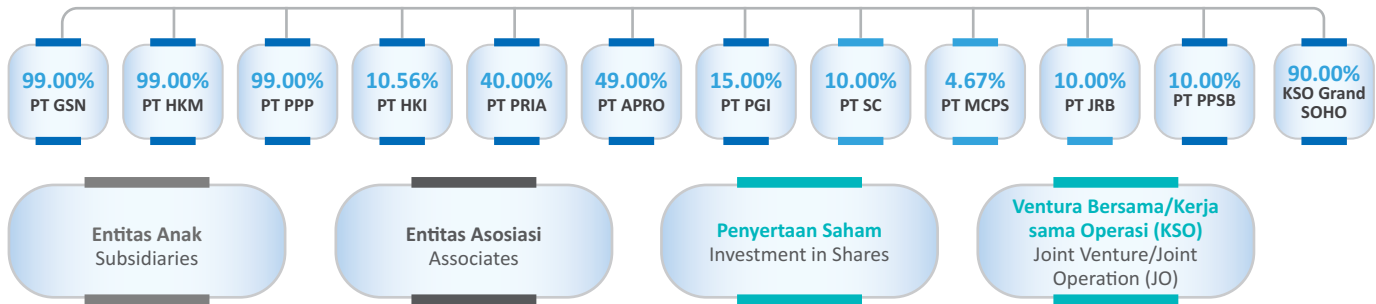 99.00%
PT GSN
99.00%
PT HKM
99.00%
PT PPP
10.56%
PT HKI
40.00%
PT PRIA
49.00%
PT APRO
15.00%
PT PGI
10.00%
PT SC
4.67%
PT MCPS
10.00%
PT JRB
10.00%
PT PPSB
90.00%
KSO Grand
SOHO
Entitas Anak
Subsidiaries
Entitas Asosiasi
Associates
Penyertaan Saham
Investment in Shares
Ventura Bersama/Kerja
sama Operasi (KSO)
Joint Venture/Joint
Operation (JO)